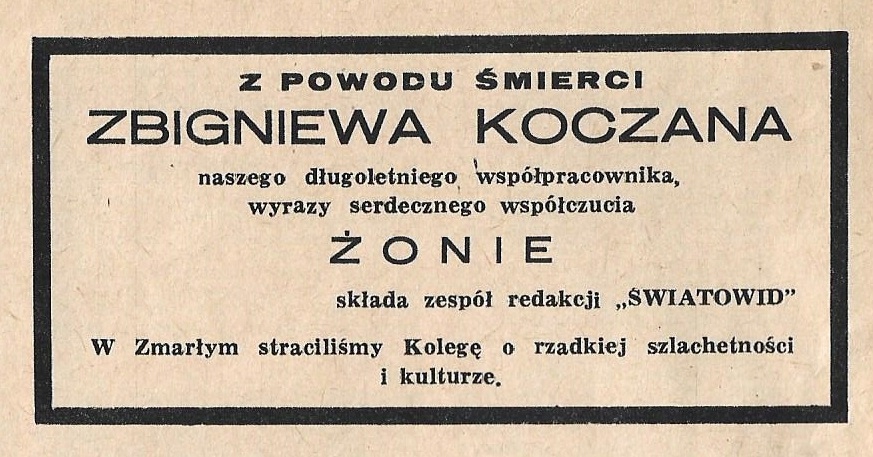 Z POWODU ŚMIERCI
ZBIGNIEWA KOCZANA
naszego długoletniego współpracownika,
wyrazy serdecznego współczucia
ŻONIE
składa zespół redakcji „ŚWIATOWID”
W Zmarłym straciliśmy Kolegę o rzadkiej szlachetności
i kulturze.